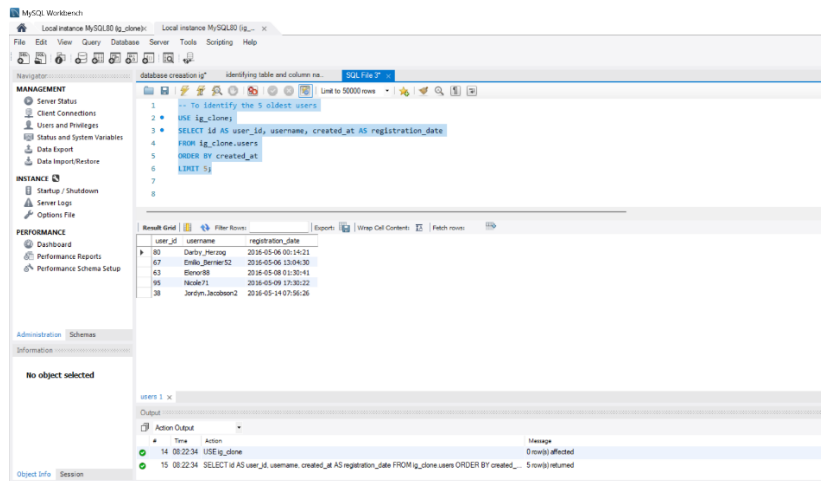 MySQL Workbench
Local instance MySQL80 (ig_clone)× Local instance MySQL80 (ig_... ×
File Edit View Query Database Server Tools Scripting Help
Navigator database creeation ig* identifying table and column na... SQL File 3* ×
MANAGEMENT
Server Status
Client Connections
Users and Privileges
Status and System Variables
Data Export
Data Import/Restore
INSTANCE
Startup / Shutdown
Server Logs
Options File
PERFORMANCE
Dashboard
Performance Reports
Performance Schema Setup
Administration Schemas
Information
No object selected
Object Info Session
Limit to 50000 rows
1 -- To identify the 5 oldest users
2 USE ig_clone;
3 SELECT id AS user_id, username, created_at AS registration_date
4 FROM ig_clone.users
5 ORDER BY created_at
6 LIMIT 5;
7
8
Result Grid Filter Rows: Export: Wrap Cell Content: Fetch rows:
user_id username registration_date
80 Darby_Herzog 2016-05-06 00:14:21
67 Emilio_Bernier52 2016-05-06 13:04:30
63 Elenor88 2016-05-08 01:30:41
95 Nicole71 2016-05-09 17:30:22
38 Jordyn.Jacobson2 2016-05-14 07:56:26
users 1 ×
Output
Action Output
# Time Action Message
14 08:22:34 USE ig_clone 0 row(s) affected
15 08:22:34 SELECT id AS user_id, username, created_at AS registration_date FROM ig_clone.users ORDER BY created_... 5 row(s) returned